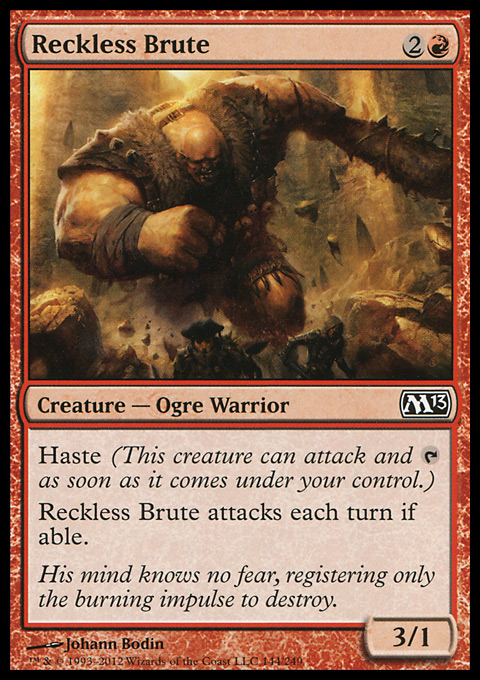 Reckless Brute 2
Creature — Ogre Warrior M13
Haste (This creature can attack and
as soon as it comes under your control.)
Reckless Brute attacks each turn if
able.
His mind knows no fear, registering only
the burning impulse to destroy.
3/1
Johann Bodin
™ & © 1993–2012 Wizards of the Coast LLC 144/249